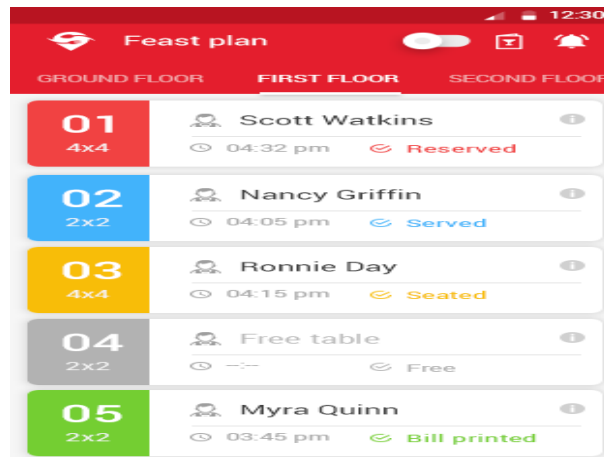 12:30
Feast plan
GROUND FLOOR FIRST FLOOR SECOND FLOOR
01 Scott Watkins
4x4 04:32 pm Reserved
02 Nancy Griffin
2x2 04:05 pm Served
03 Ronnie Day
4x4 04:15 pm Seated
04 Free table
2x2 --:-- Free
05 Myra Quinn
2x2 03:45 pm Bill printed